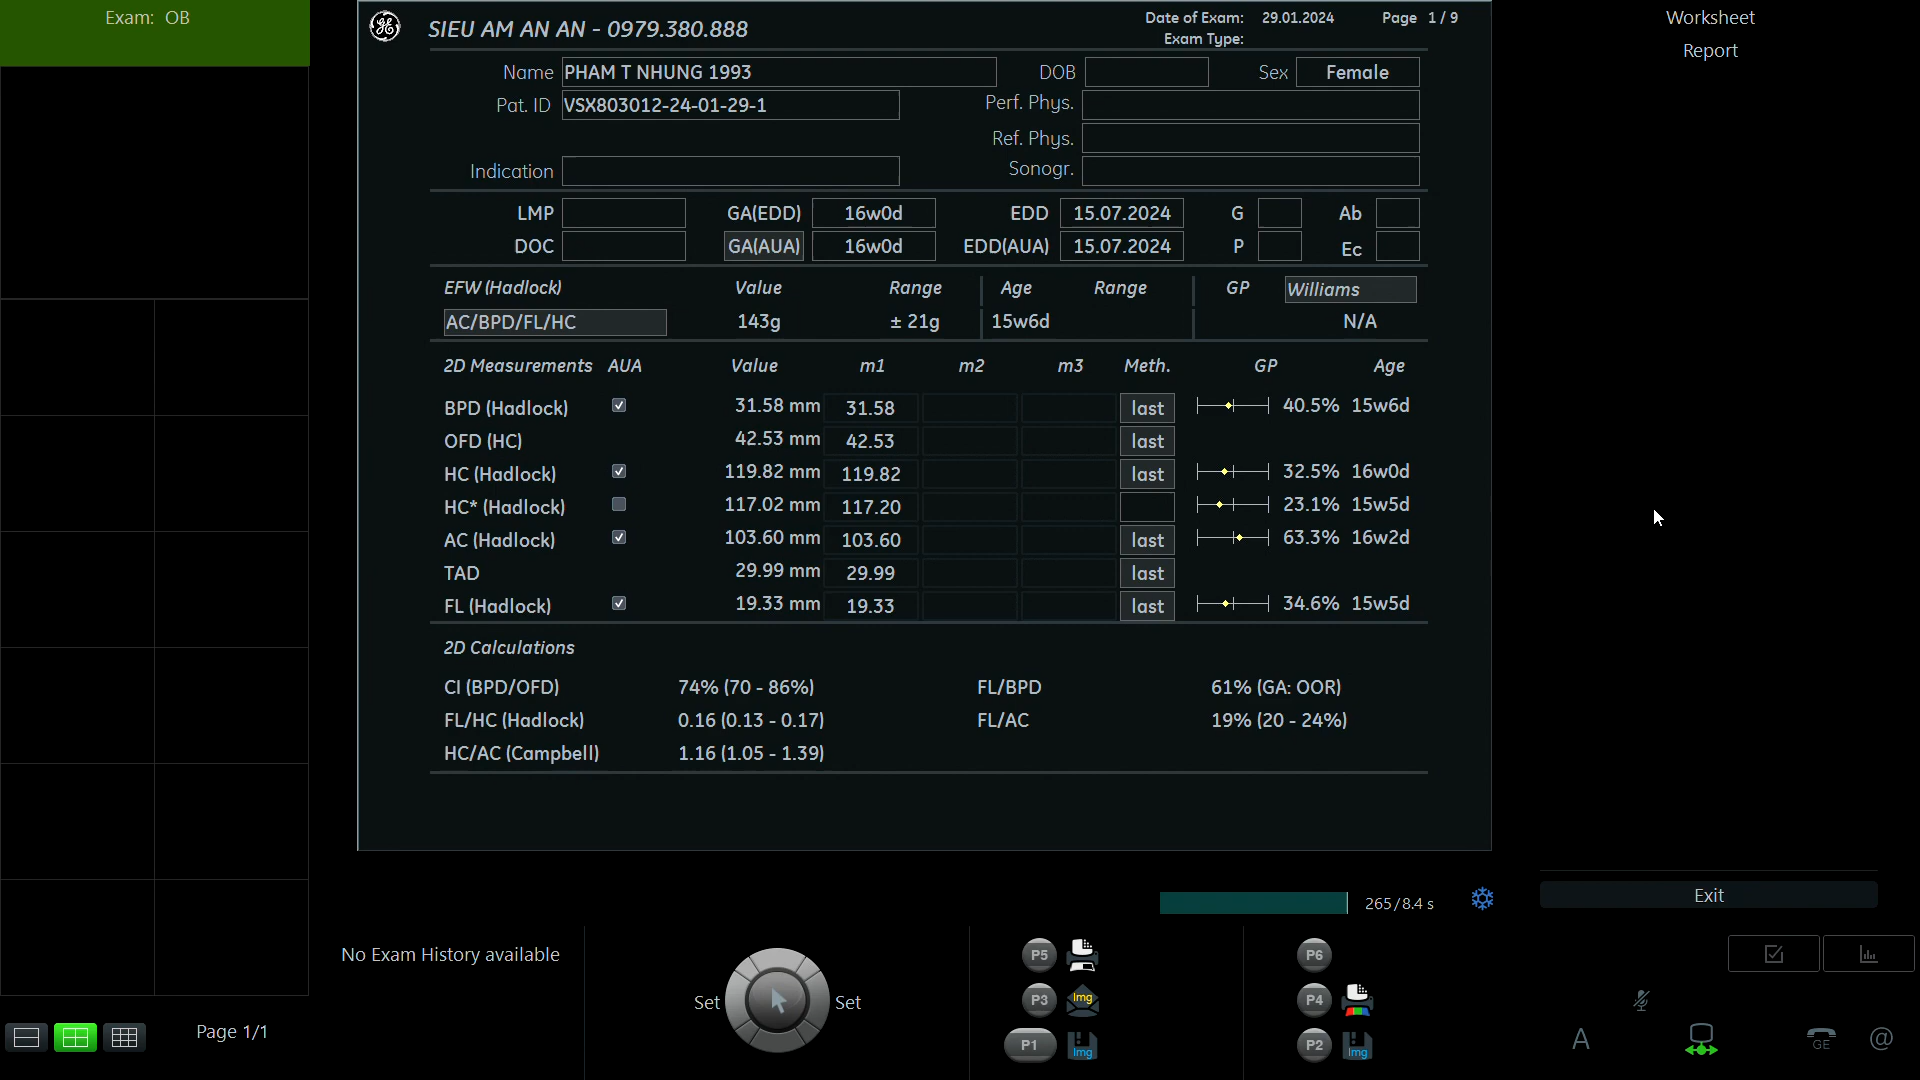 Exam: OB
SIEU AM AN AN - 0979.380.888
Date of Exam: 29.01.2024 Page 1 / 9
Exam Type:
Worksheet
Report
Name PHAM T NHUNG 1993 DOB Sex Female
Pat. ID VSX803012-24-01-29-1 Perf. Phys.
Ref. Phys.
Indication Sonogr.
LMP GA(EDD) 16w0d EDD 15.07.2024 G Ab
DOC GA(AUA) 16w0d EDD(AUA) 15.07.2024 P Ec
EFW (Hadlock) Value Range Age Range GP Williams
AC/BPD/FL/HC 143g ± 21g 15w6d N/A
2D Measurements AUA Value m1 m2 m3 Meth. GP Age
BPD (Hadlock) 31.58 mm 31.58 last 40.5% 15w6d
OFD (HC) 42.53 mm 42.53 last
HC (Hadlock) 119.82 mm 119.82 last 32.5% 16w0d
HC* (Hadlock) 117.02 mm 117.20 23.1% 15w5d
AC (Hadlock) 103.60 mm 103.60 last 63.3% 16w2d
TAD 29.99 mm 29.99 last
FL (Hadlock) 19.33 mm 19.33 last 34.6% 15w5d
2D Calculations
CI (BPD/OFD) 74% (70 - 86%) FL/BPD 61% (GA: OOR)
FL/HC (Hadlock) 0.16 (0.13 - 0.17) FL/AC 19% (20 - 24%)
HC/AC (Campbell) 1.16 (1.05 - 1.39)
265/8.4 s
Exit
No Exam History available
Set Set
P5 P6
P3 Img P4
P1 Img P2 Img
Page 1/1
A GE @